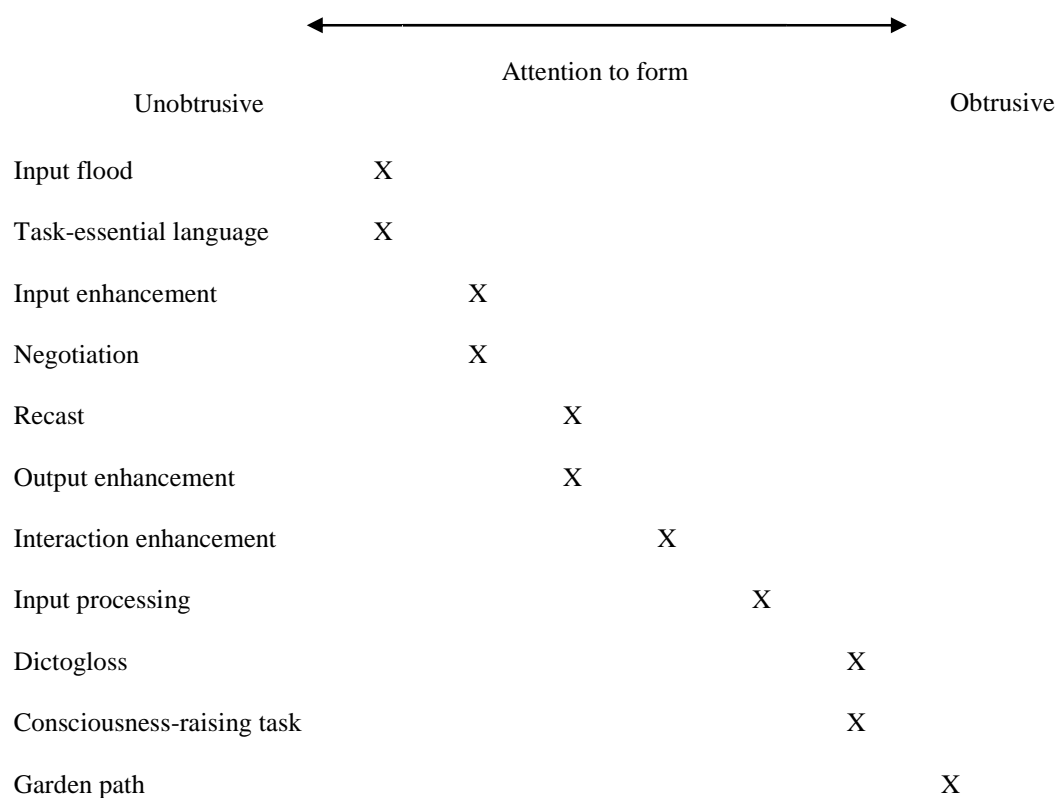 Attention to form
Unobtrusive Obtrusive
Input flood X
Task-essential language X
Input enhancement X
Negotiation X
Recast X
Output enhancement X
Interaction enhancement X
Input processing X
Dictogloss X
Consciousness-raising task X
Garden path X